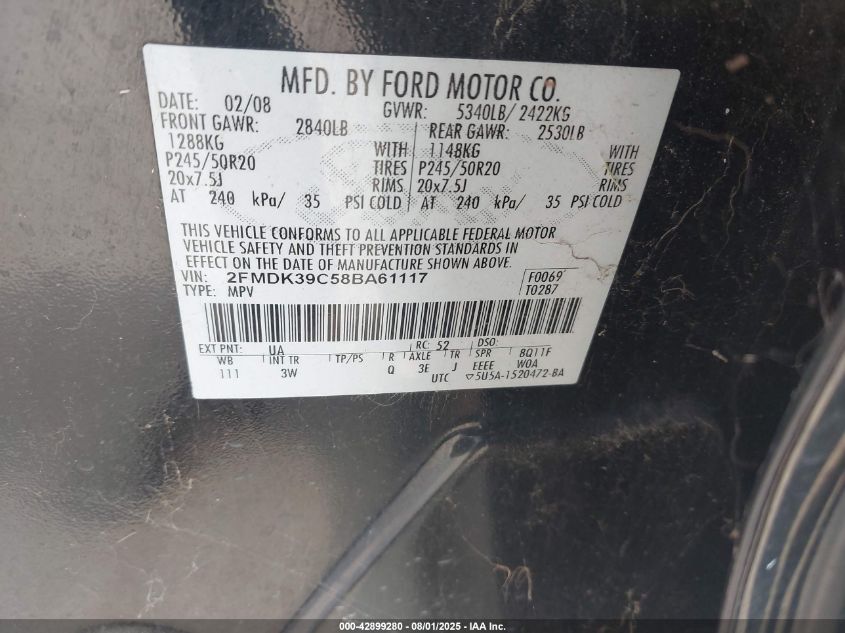 MFD. BY FORD MOTOR CO.
DATE: 02/08 GVWR: 5340LB/ 2422KG
FRONT GAWR: 2840LB REAR GAWR: 2530LB
1288KG WITH 1148KG WITH
P245/50R20 TIRES P245/50R20 TIRES
20x7.5J RIMS 20x7.5J RIMS
AT 240 kPa/ 35 PSI COLD AT 240 kPa/ 35 PSI COLD
THIS VEHICLE CONFORMS TO ALL APPLICABLE FEDERAL MOTOR
VEHICLE SAFETY AND THEFT PREVENTION STANDARDS IN
EFFECT ON THE DATE OF MANUFACTURE SHOWN ABOVE.
VIN: 2FMDK39C58BA61117 F0069
TYPE: MPV T0287
EXT PNT: UA RC: 52 DSO:
WB INT TR TP/PS R AXLE TR SPR 8Q11F
111 3W Q 3E J EEEE W0A
UTC ▽5U5A-1520472-BA
000-42899280 - 08/01/2025 - IAA Inc.